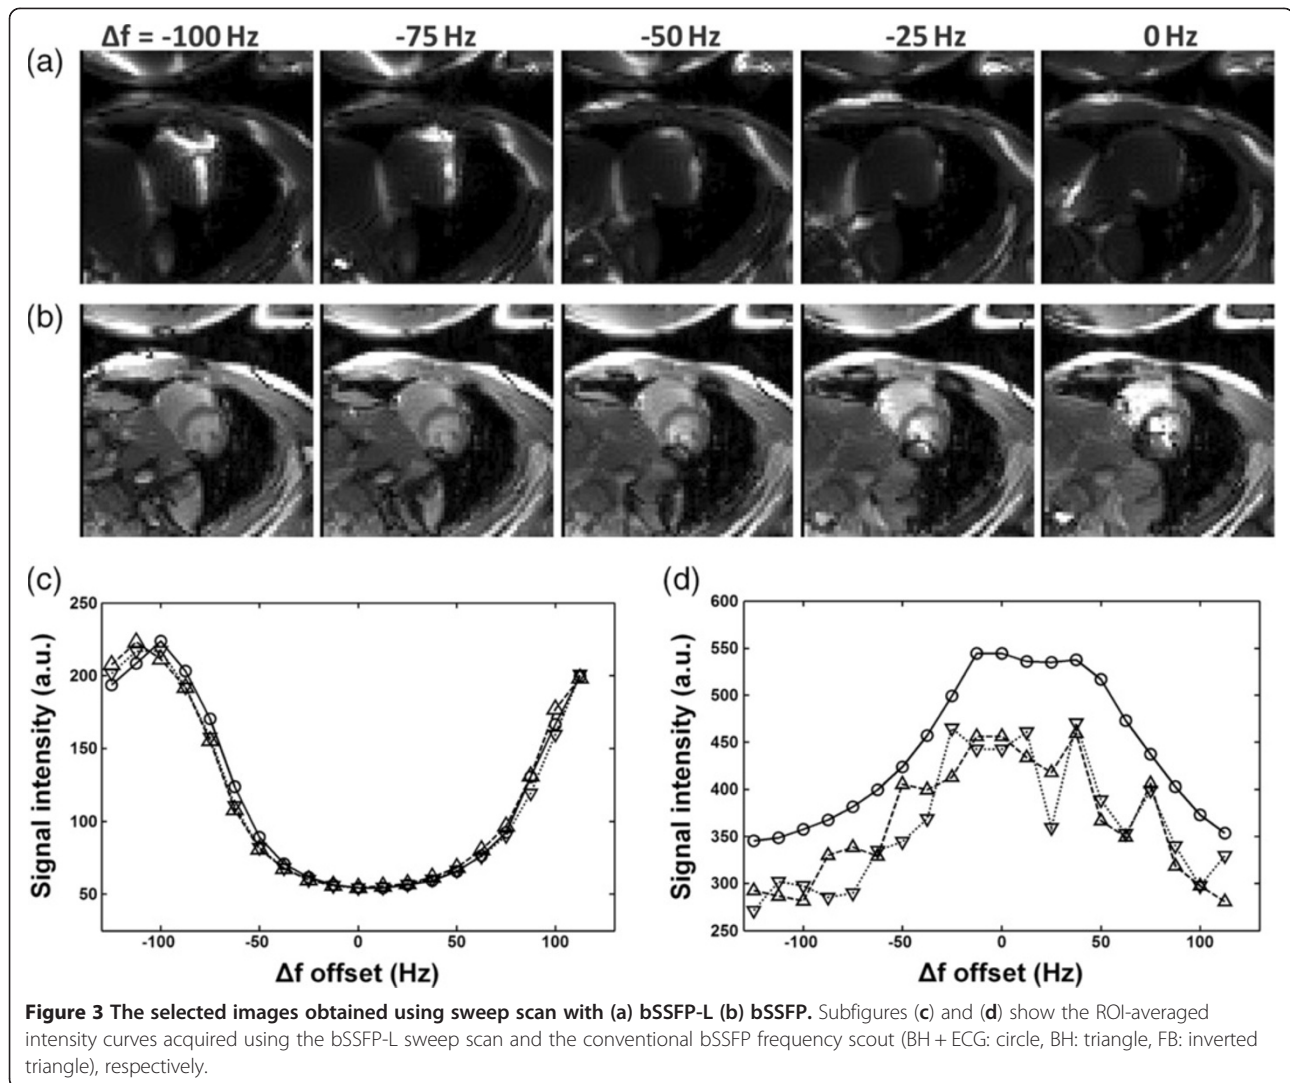 Δf = -100 Hz -75 Hz -50 Hz -25 Hz 0 Hz
(a)
(b)
(c) (d)
250
200
150
100
50
-100 -50 0 50 100
Signal intensity (a.u.)
Δf offset (Hz)
600
550
500
450
400
350
300
250
-100 -50 0 50 100
Signal intensity (a.u.)
Δf offset (Hz)
Figure 3 The selected images obtained using sweep scan with (a) bSSFP-L (b) bSSFP. Subfigures (c) and (d) show the ROI-averaged
intensity curves acquired using the bSSFP-L sweep scan and the conventional bSSFP frequency scout (BH + ECG: circle, BH: triangle, FB: inverted
triangle), respectively.